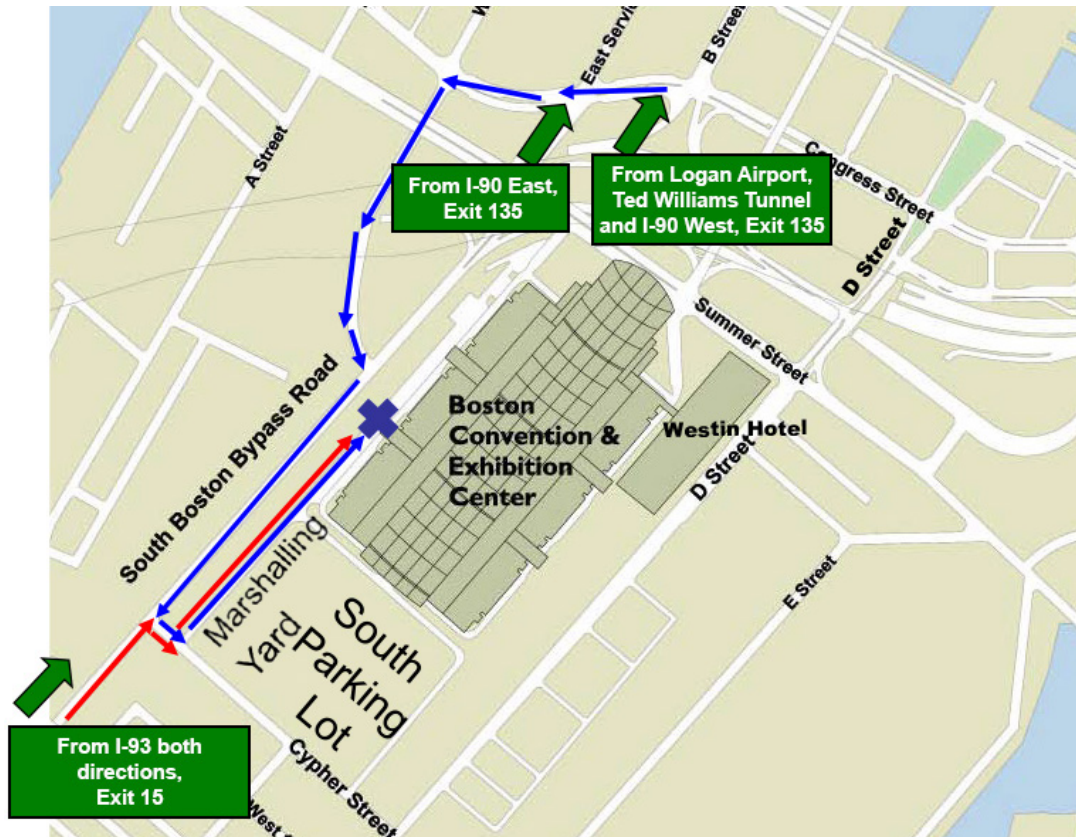 W
East Servic
B Street
A Street
From I-90 East,
Exit 135
From Logan Airport,
Ted Williams Tunnel
and I-90 West, Exit 135
Congress Street
D Street
Summer Street
South Boston Bypass Road
Boston
Convention &
Exhibition
Center
Westin Hotel
D Street
E Street
Marshalling
Yard
South
Parking
Lot
Cypher Street
West
From I-93 both
directions,
Exit 15